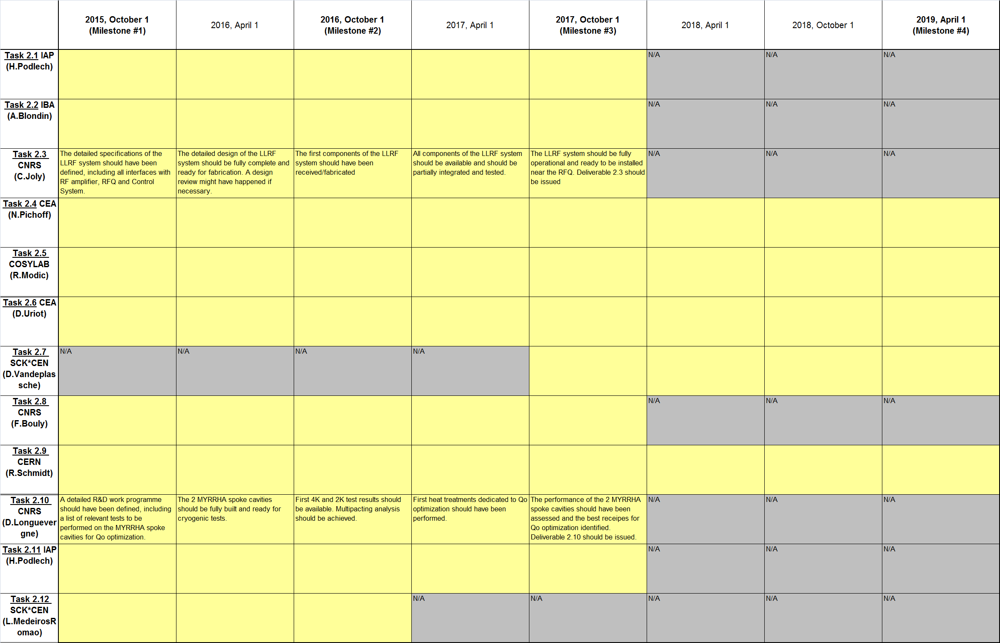 2015, October 1
(Milestone #1)
2016, April 1
2016, October 1
(Milestone #2)
2017, April 1
2017, October 1
(Milestone #3)
2018, April 1
2018, October 1
2019, April 1
(Milestone #4)
Task 2.1 IAP
(H.Podlech)
N/A
N/A
N/A
Task 2.2 IBA
(A.Blondin)
N/A
N/A
N/A
Task 2.3
CNRS
(C.Joly)
The detailed specifications of the
LLRF system should have been
defined, including all interfaces with
RF amplifier, RFQ and Control
System.
The detailed design of the LLRF
system should be fully complete and
ready for fabrication. A design
review might have happened if
necessary.
The first components of the LLRF
system should have been
received/fabricated
All components of the LLRF system
should be available and should be
partially integrated and tested.
The LLRF system should be fully
operational and ready to be installed
near the RFQ. Deliverable 2.3 should
be issued
N/A
N/A
N/A
Task 2.4 CEA
(N.Pichoff)
Task 2.5
COSYLAB
(R.Modic)
Task 2.6 CEA
(D.Uriot)
Task 2.7
SCK*CEN
(D.Vandeplas
sche)
N/A
N/A
N/A
N/A
Task 2.8
CNRS
(F.Bouly)
N/A
N/A
N/A
Task 2.9
CERN
(R.Schmidt)
Task 2.10
CNRS
(D.Longuever
gne)
A detailed R&D work programme
should have been defined, including
a list of relevant tests to be
performed on the MYRRHA spoke
cavities for Qo optimization.
The 2 MYRRHA spoke cavities
should be fully built and ready for
cryogenic tests.
First 4K and 2K test results should
be available. Multipacting analysis
should be achieved.
First heat treatments dedicated to Qo
optimization should have been
performed.
The performance of the 2 MYRRHA
spoke cavities should have been
assessed and the best receipes for
Qo optimization identified.
Deliverable 2.10 should be issued.
N/A
N/A
N/A
Task 2.11 IAP
(H.Podlech)
N/A
N/A
N/A
Task 2.12
SCK*CEN
(L.MedeirosR
omao)
N/A
N/A
N/A
N/A
N/A